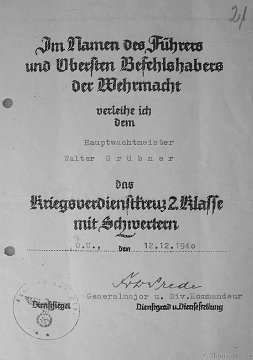 2/
Im Namen des Führers
und Obersten Befehlshabers
der Wehrmacht
verleihe ich
dem
Hauptwachtmeister
Walter Grübner
das
Kriegsverdienstkreuz 2. Klasse
mit Schwertern
O.U., den 12.12.1940
Generalmajor u. Div.Kommandeur
Dienstsiegel
Dienstgrad u. Dienststellung